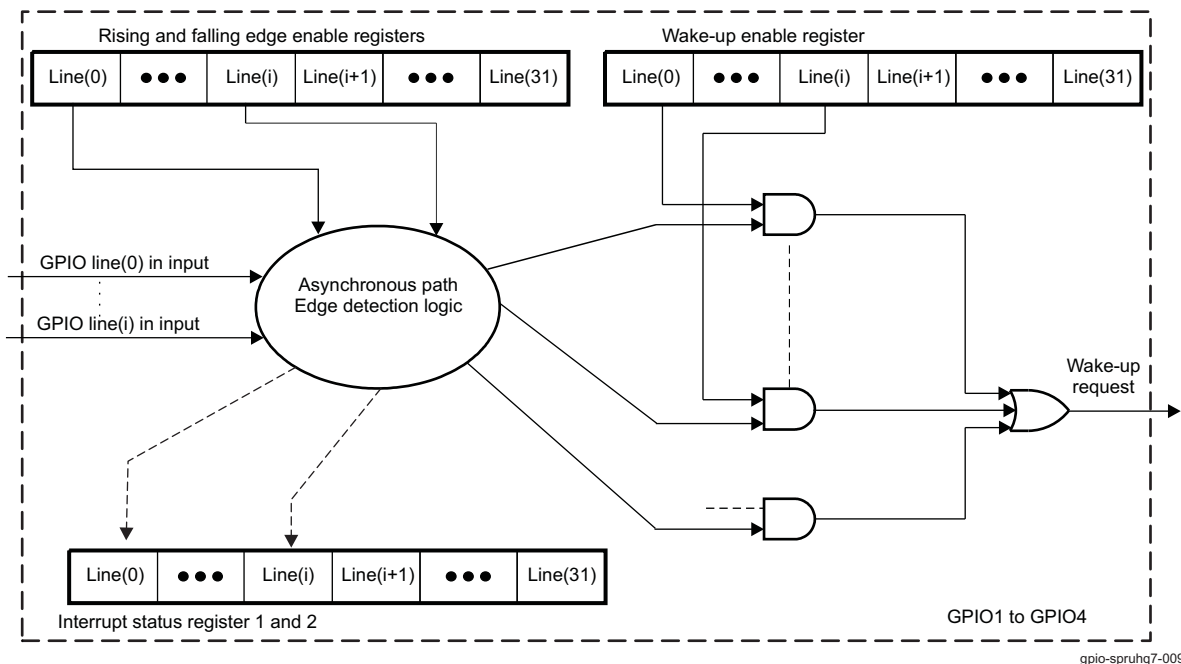 Rising and falling edge enable registers
Line(0) ●●● Line(i) Line(i+1) ●●● Line(31)
Wake-up enable register
Line(0) ●●● Line(i) Line(i+1) ●●● Line(31)
GPIO line(0) in input
GPIO line(i) in input
Asynchronous path
Edge detection logic
Wake-up
request
Line(0) ●●● Line(i) Line(i+1) ●●● Line(31)
Interrupt status register 1 and 2
GPIO1 to GPIO4
gpio-spruhq7-009